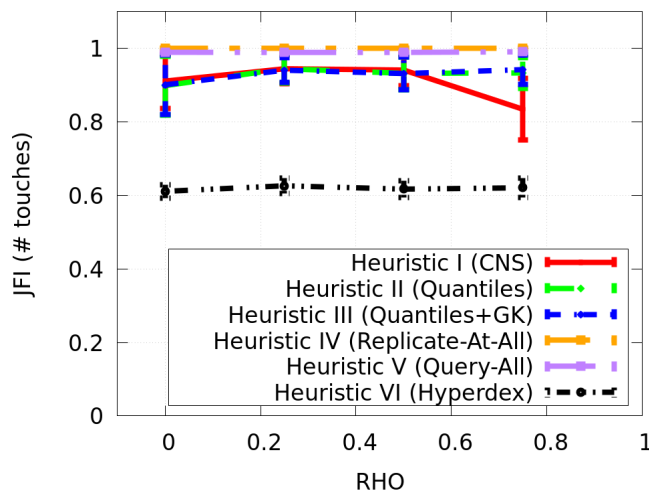 1
0.8
0.6
0.4
0.2
0
JFI (# touches)
Heuristic I (CNS)
Heuristic II (Quantiles)
Heuristic III (Quantiles+GK)
Heuristic IV (Replicate-At-All)
Heuristic V (Query-All)
Heuristic VI (Hyperdex)
0 0.2 0.4 0.6 0.8 1
RHO